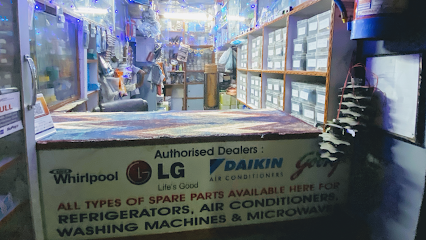 Authorised Dealers :
Whirlpool LG DAIKIN
Life's Good AIR CONDITIONERS
ALL TYPES OF SPARE PARTS AVAILABLE HERE FOR
REFRIGERATORS, AIR CONDITIONERS,
WASHING MACHINES & MICROWAVE